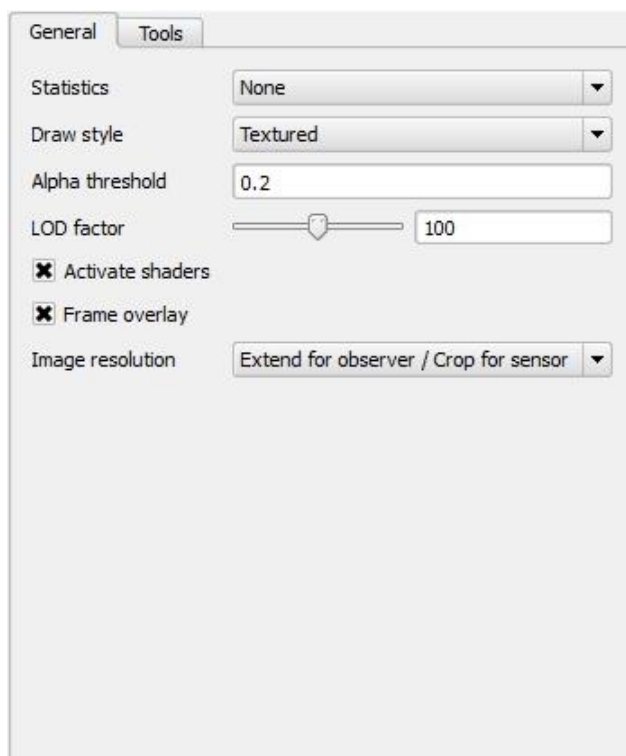 General Tools
Statistics None
Draw style Textured
Alpha threshold 0.2
LOD factor 100
Activate shaders
Frame overlay
Image resolution Extend for observer / Crop for sensor